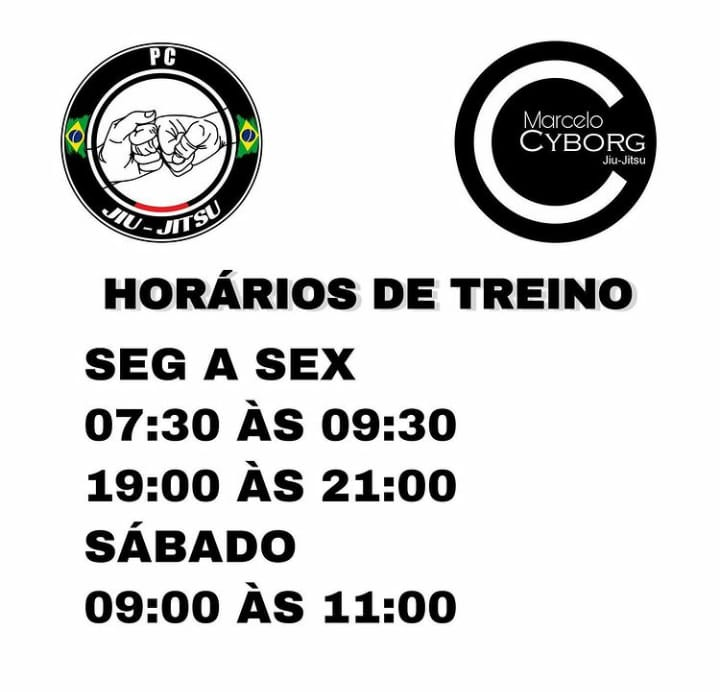 PC
JIU-JITSU
Marcelo
CYBORG
Jiu-Jitsu
HORÁRIOS DE TREINO
SEG A SEX
07:30 ÀS 09:30
19:00 ÀS 21:00
SÁBADO
09:00 ÀS 11:00